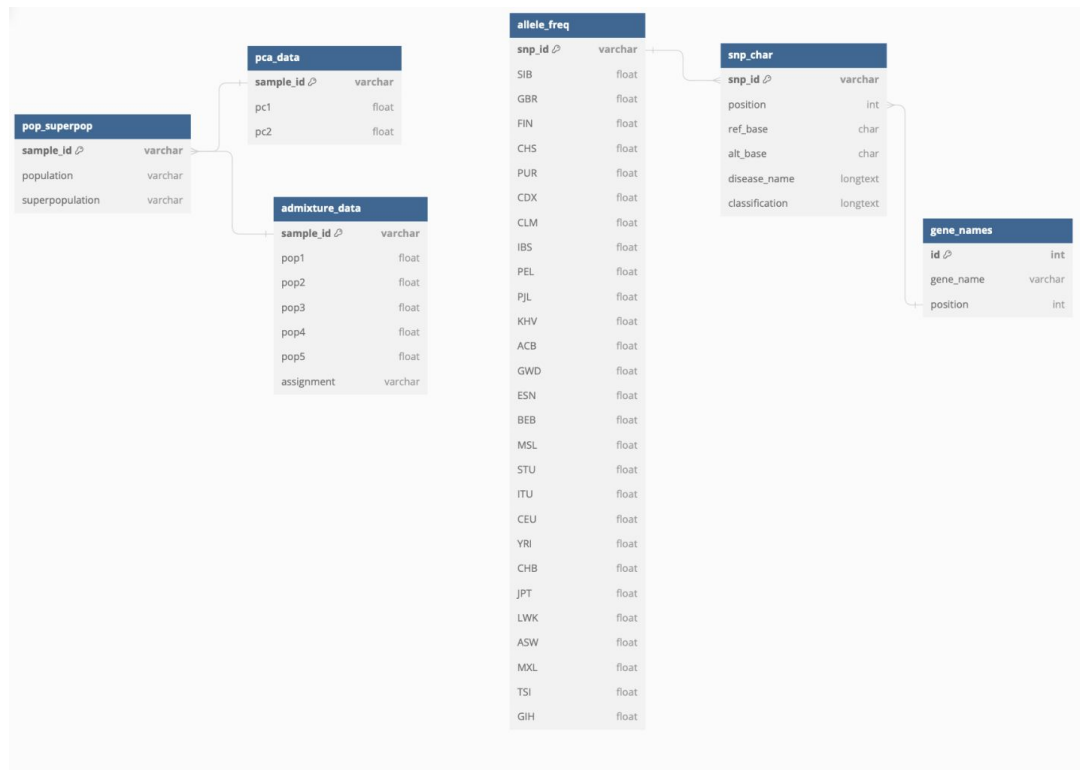 pop_superpop
sample_id varchar
population varchar
superpopulation varchar
pca_data
sample_id varchar
pc1 float
pc2 float
admixture_data
sample_id varchar
pop1 float
pop2 float
pop3 float
pop4 float
pop5 float
assignment varchar
allele_freq
snp_id varchar
SIB float
GBR float
FIN float
CHS float
PUR float
CDX float
CLM float
IBS float
PEL float
PJL float
KHV float
ACB float
GWD float
ESN float
BEB float
MSL float
STU float
ITU float
CEU float
YRI float
CHB float
JPT float
LWK float
ASW float
MXL float
TSI float
GIH float
snp_char
snp_id varchar
position int
ref_base char
alt_base char
disease_name longtext
classification longtext
gene_names
id int
gene_name varchar
position int